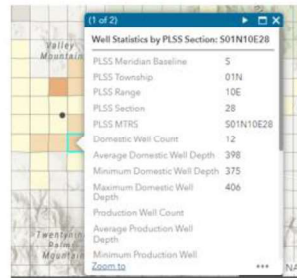 (1 of 2)
Well Statistics by PLSS Section: S01N10E28
PLSS Meridian Baseline S
PLSS Township 01N
PLSS Range 10E
PLSS Section 28
PLSS MTRS S01N10E28
Domestic Well Count 12
Average Domestic Well Depth 398
Minimum Domestic Well Depth 375
Maximum Domestic Well Depth 406
Production Well Count
Average Production Well
Depth
Minimum Production Well
Zoom to
Valley
Mountain
Twentynin
Palms
Mountain
NA